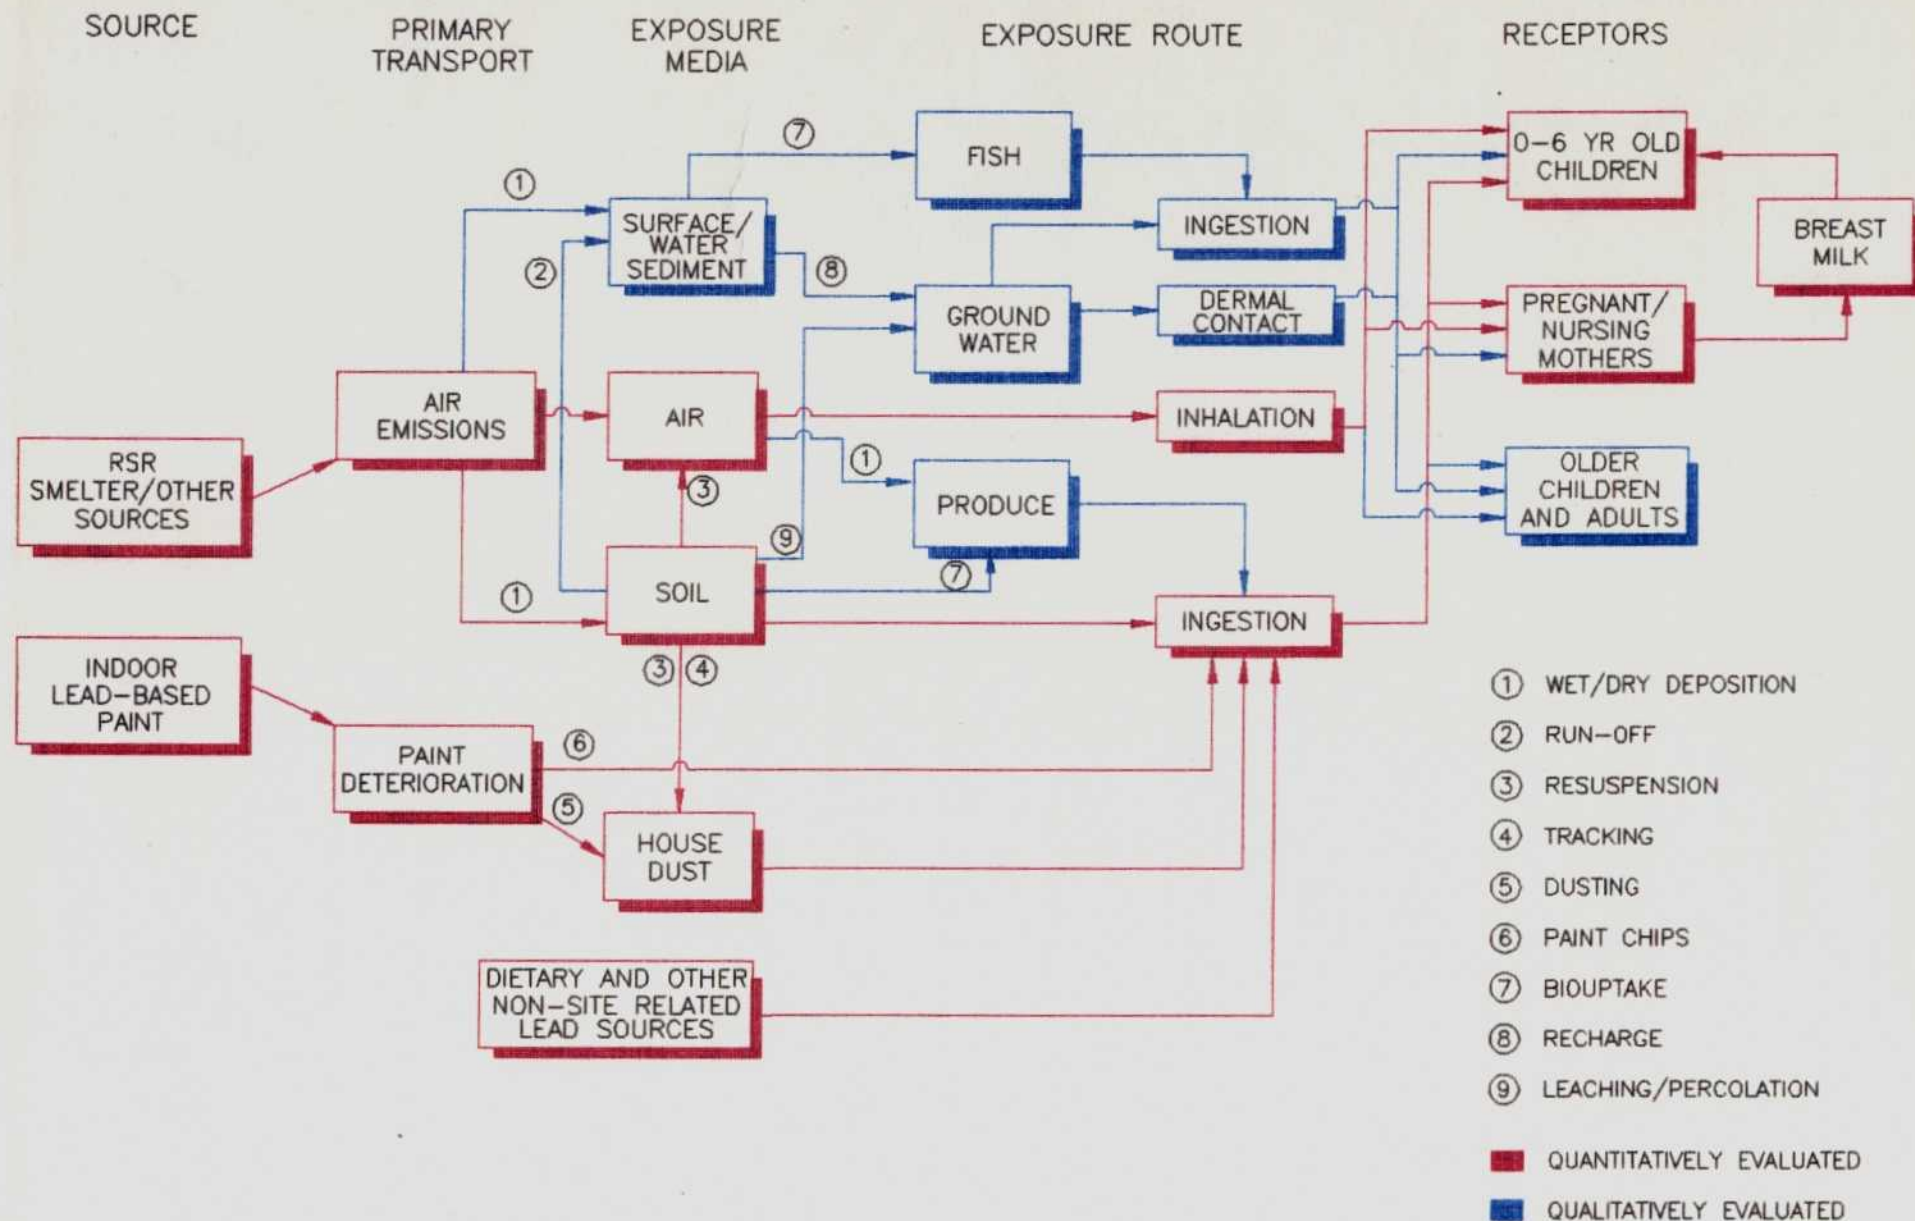 SOURCE
PRIMARY
TRANSPORT
EXPOSURE
MEDIA
EXPOSURE ROUTE
RECEPTORS
⑦
FISH
0-6 YR OLD
CHILDREN
①
SURFACE/
WATER
SEDIMENT
INGESTION
BREAST
MILK
②
⑧
GROUND
WATER
DERMAL
CONTACT
PREGNANT/
NURSING
MOTHERS
AIR
EMISSIONS
AIR
INHALATION
RSR
SMELTER/OTHER
SOURCES
①
PRODUCE
OLDER
CHILDREN
AND ADULTS
③
⑨
⑦
SOIL
①
INGESTION
INDOOR
LEAD-BASED
PAINT
③ ④
PAINT
DETERIORATION
⑥
⑤
HOUSE
DUST
DIETARY AND OTHER
NON-SITE RELATED
LEAD SOURCES
① WET/DRY DEPOSITION
② RUN-OFF
③ RESUSPENSION
④ TRACKING
⑤ DUSTING
⑥ PAINT CHIPS
⑦ BIOUPTAKE
⑧ RECHARGE
⑨ LEACHING/PERCOLATION
QUANTITATIVELY EVALUATED
QUALITATIVELY EVALUATED